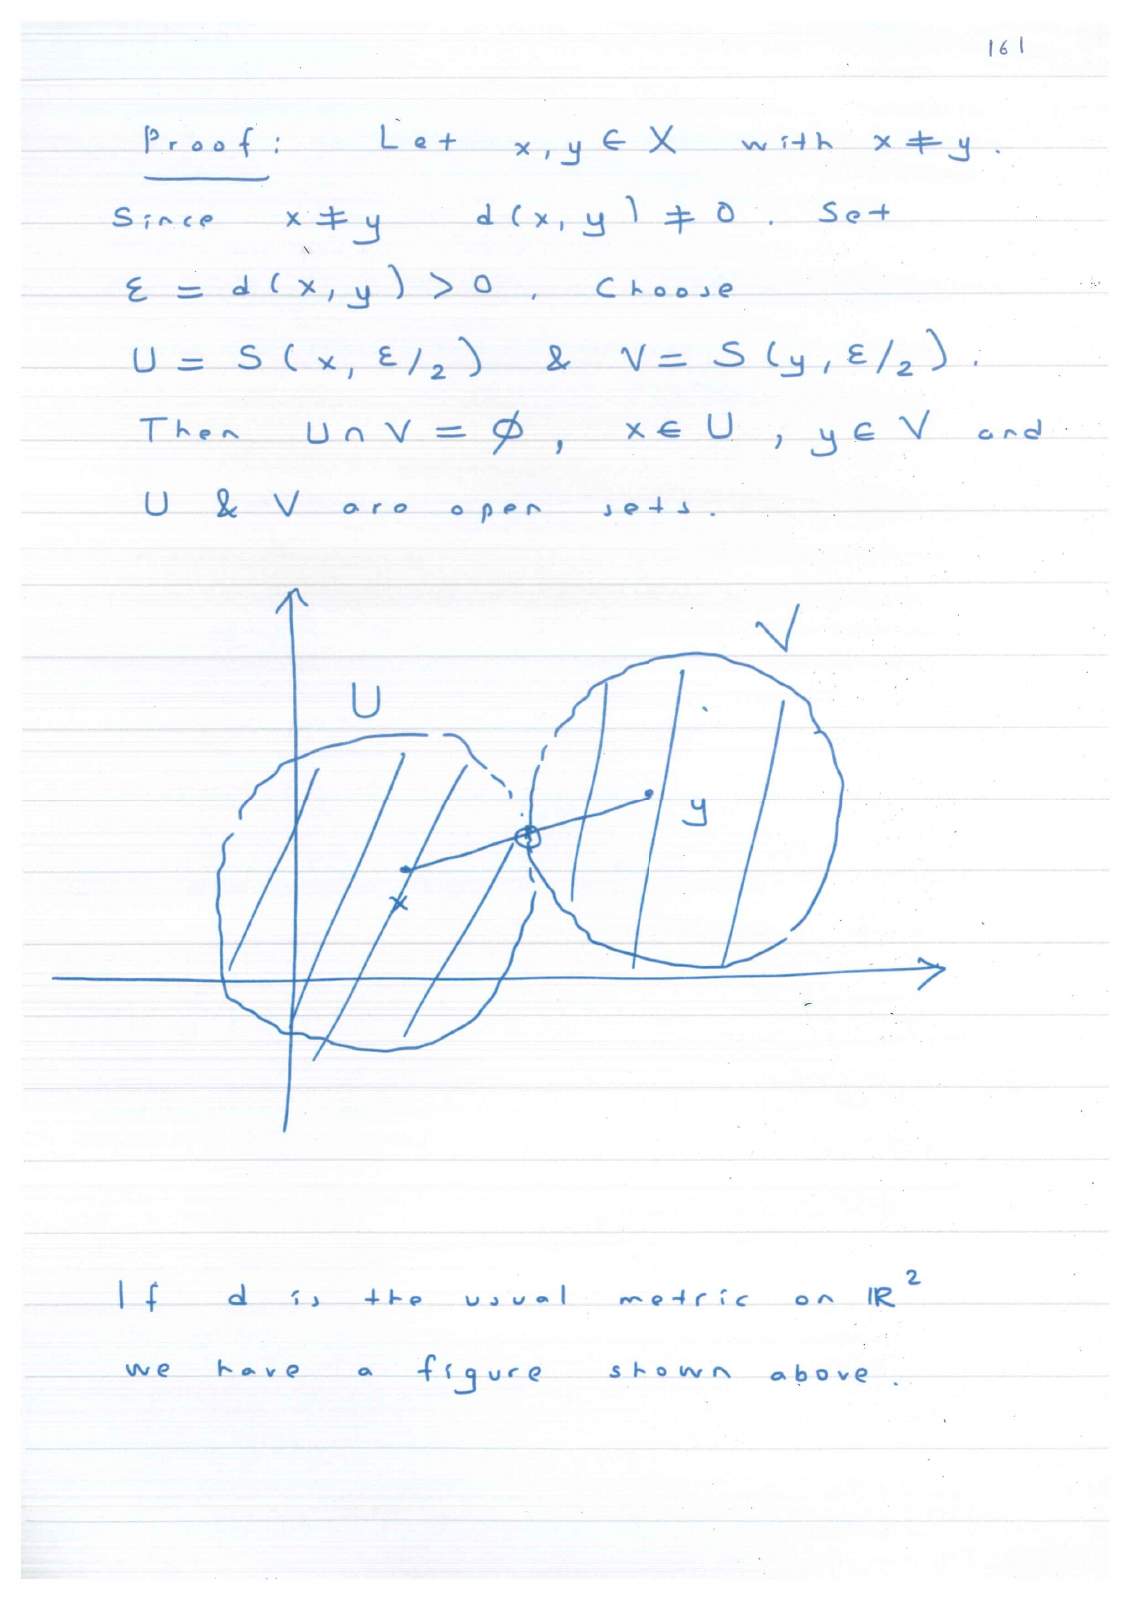 161
Proof: Let x, y ∈ X with x ≠ y.
Since x ≠ y d(x, y) ≠ 0. Set
ε = d(x, y) > 0. Choose
U = S(x, ε/2) & V = S(y, ε/2).
Then U ∩ V = ∅, x ∈ U, y ∈ V and
U & V are open sets.
V
U
y
x
If d is the usual metric on ℝ²
we have a figure shown above.